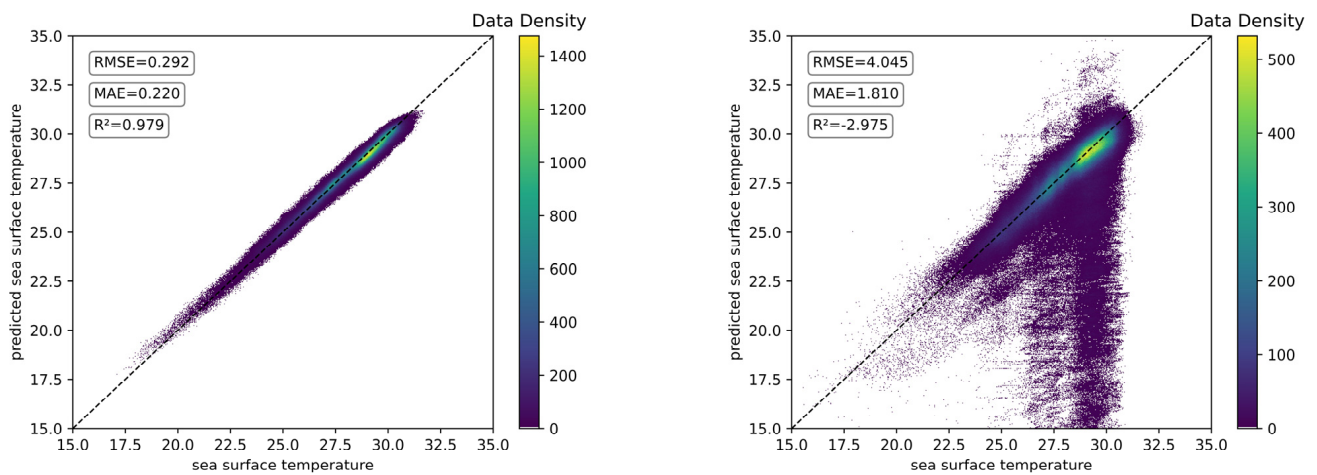 Data Density
35.0
32.5
30.0
27.5
25.0
22.5
20.0
17.5
15.0
predicted sea surface temperature
RMSE=0.292
MAE=0.220
R²=0.979
15.0 17.5 20.0 22.5 25.0 27.5 30.0 32.5 35.0
sea surface temperature
1400
1200
1000
800
600
400
200
0
Data Density
35.0
32.5
30.0
27.5
25.0
22.5
20.0
17.5
15.0
predicted sea surface temperature
RMSE=4.045
MAE=1.810
R²=-2.975
15.0 17.5 20.0 22.5 25.0 27.5 30.0 32.5 35.0
sea surface temperature
500
400
300
200
100
0